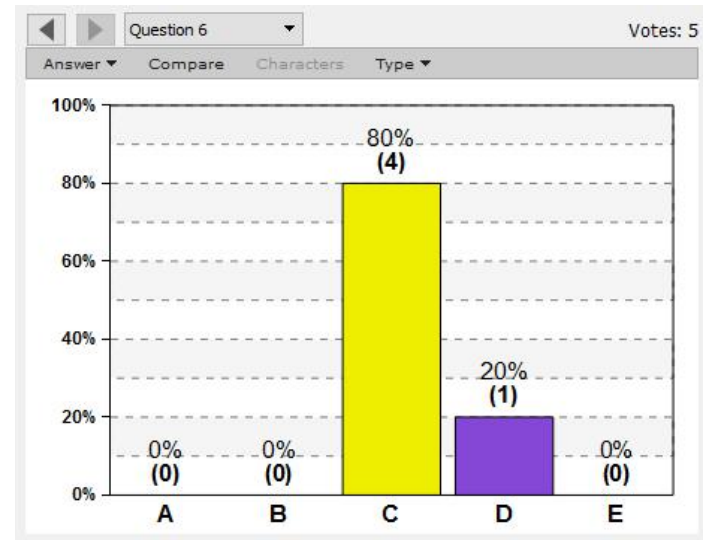 Question 6 Votes: 5
Answer Compare Characters Type
100%
80%
(4)
80%
60%
40%
20%
(1)
20%
0% 0% 0%
(0) (0) (0)
0%
A B C D E